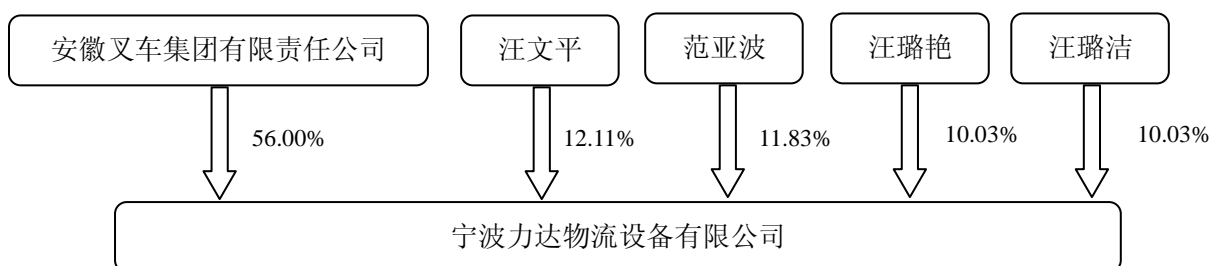 安徽叉车集团有限责任公司
汪文平
范亚波
汪璐艳
汪璐洁
56.00%
12.11%
11.83%
10.03%
10.03%
宁波力达物流设备有限公司